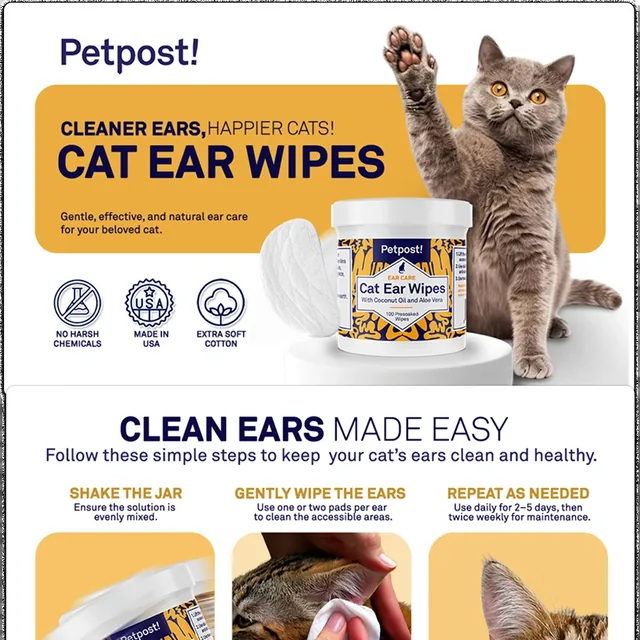 Petpost!
CLEANER EARS, HAPPIER CATS!
CAT EAR WIPES
Gentle, effective, and natural ear care
for your beloved cat.
NO HARSH
CHEMICALS
USA
MADE IN
USA
EXTRA SOFT
COTTON
Petpost!
EAR CARE
Cat Ear Wipes
With Coconut Oil and Aloe Vera
100 Presoaked
Wipes
CLEAN EARS MADE EASY
Follow these simple steps to keep your cat's ears clean and healthy.
SHAKE THE JAR
Ensure the solution is
evenly mixed.
GENTLY WIPE THE EARS
Use one or two pads per ear
to clean the accessible areas.
REPEAT AS NEEDED
Use daily for 2–5 days, then
twice weekly for maintenance.
Petpost!